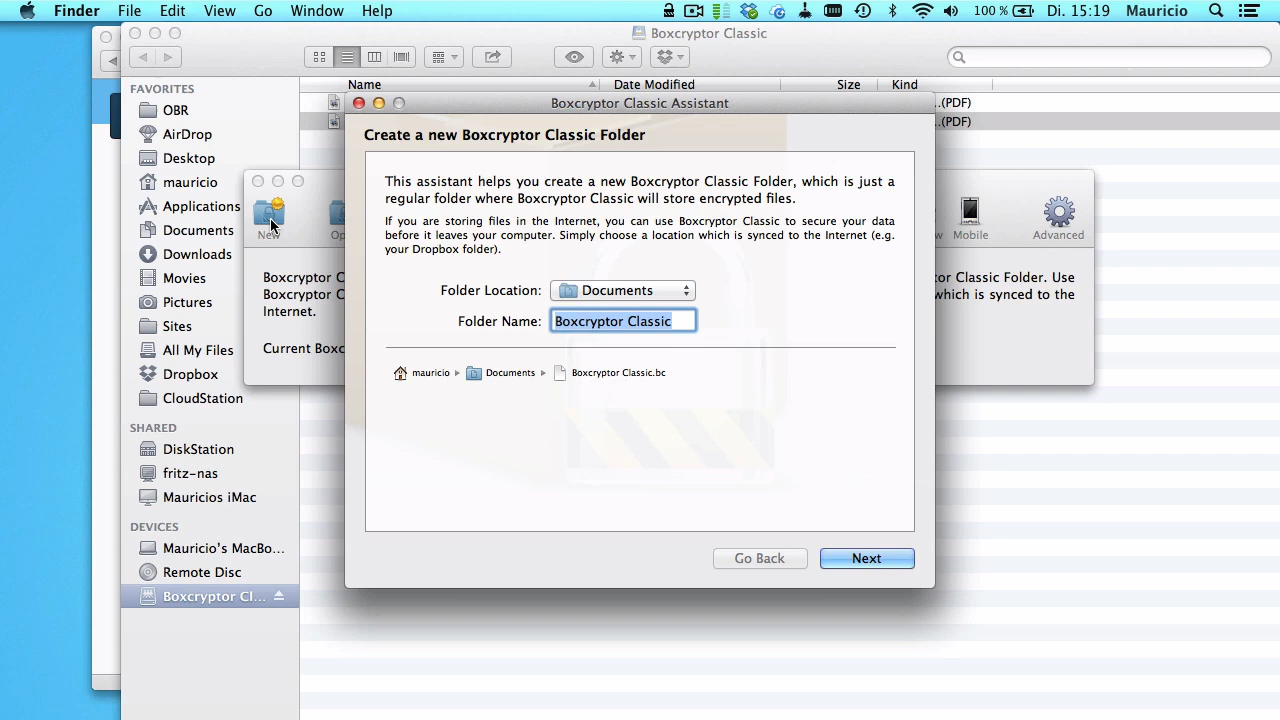 Finder File Edit View Go Window Help 100 % Di. 15:19 Mauricio
Boxcryptor Classic
Name Date Modified Size Kind
FAVORITES
OBR
AirDrop
Desktop
mauricio
Applications
Documents
Downloads
Movies
Pictures
Sites
All My Files
Dropbox
CloudStation
SHARED
DiskStation
fritz-nas
Mauricios iMac
DEVICES
Mauricio's MacBo...
Remote Disc
Boxcryptor Cl...
...(PDF)
...(PDF)
New
Mobile
Advanced
Boxcryptor C
Boxcryptor C
Internet.
Current Boxc
or Classic Folder. Use
which is synced to the
Boxcryptor Classic Assistant
Create a new Boxcryptor Classic Folder
This assistant helps you create a new Boxcryptor Classic Folder, which is just a
regular folder where Boxcryptor Classic will store encrypted files.
If you are storing files in the Internet, you can use Boxcryptor Classic to secure your data
before it leaves your computer. Simply choose a location which is synced to the Internet (e.g.
your Dropbox folder).
Folder Location: Documents
Folder Name: Boxcryptor Classic
mauricio Documents Boxcryptor Classic.bc
Go Back Next